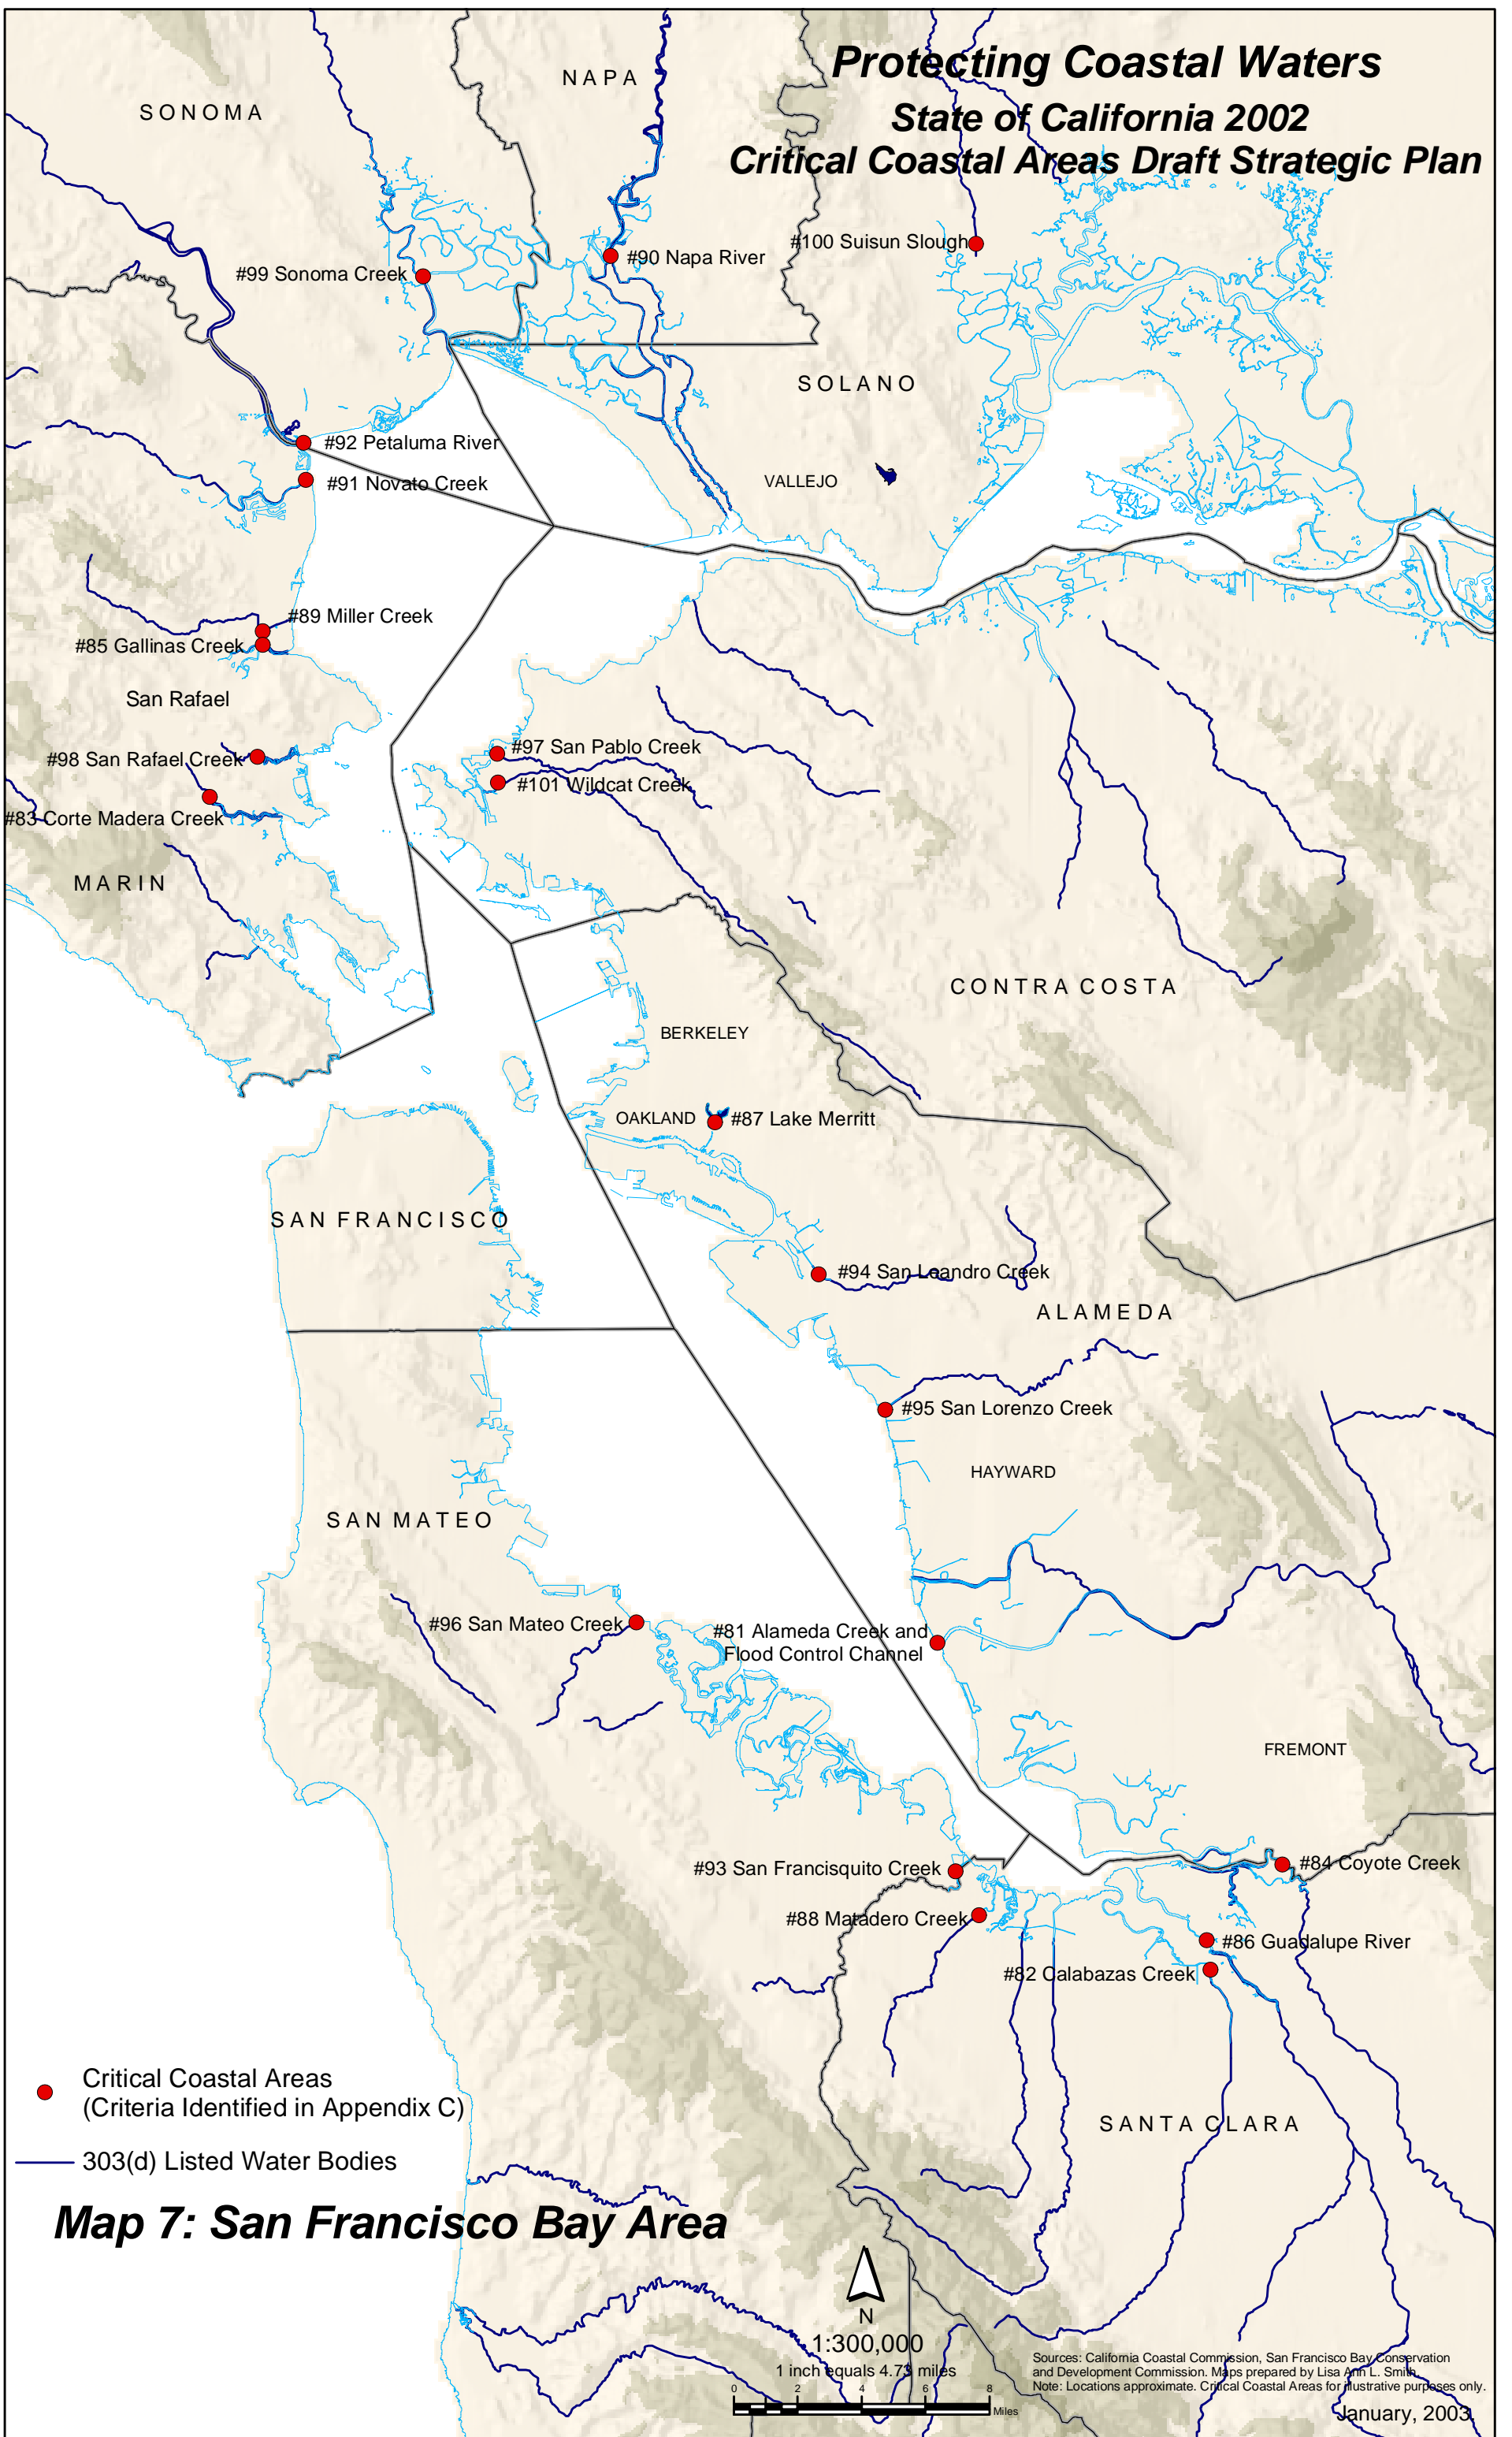 Protecting Coastal Waters
State of California 2002
Critical Coastal Areas Draft Strategic Plan
NAPA
SONOMA
#100 Suisun Slough
#90 Napa River
#99 Sonoma Creek
SOLANO
#92 Petaluma River
VALLEJO
#91 Novato Creek
#89 Miller Creek
#85 Gallinas Creek
San Rafael
#97 San Pablo Creek
#98 San Rafael Creek
#101 Wildcat Creek
#83 Corte Madera Creek
MARIN
CONTRA COSTA
BERKELEY
OAKLAND
#87 Lake Merritt
SAN FRANCISCO
#94 San Leandro Creek
ALAMEDA
#95 San Lorenzo Creek
HAYWARD
SAN MATEO
#96 San Mateo Creek
#81 Alameda Creek and
Flood Control Channel
FREMONT
#93 San Francisquito Creek
#84 Coyote Creek
#88 Matadero Creek
#86 Guadalupe River
#82 Calabazas Creek
SANTA CLARA
Critical Coastal Areas
(Criteria Identified in Appendix C)
303(d) Listed Water Bodies
Map 7: San Francisco Bay Area
N
1:300,000
1 inch equals 4.73 miles
0 2 4 6 8
Miles
Sources: California Coastal Commission, San Francisco Bay Conservation
and Development Commission. Maps prepared by Lisa Ann L. Smith.
Note: Locations approximate. Critical Coastal Areas for illustrative purposes only.
January, 2003.